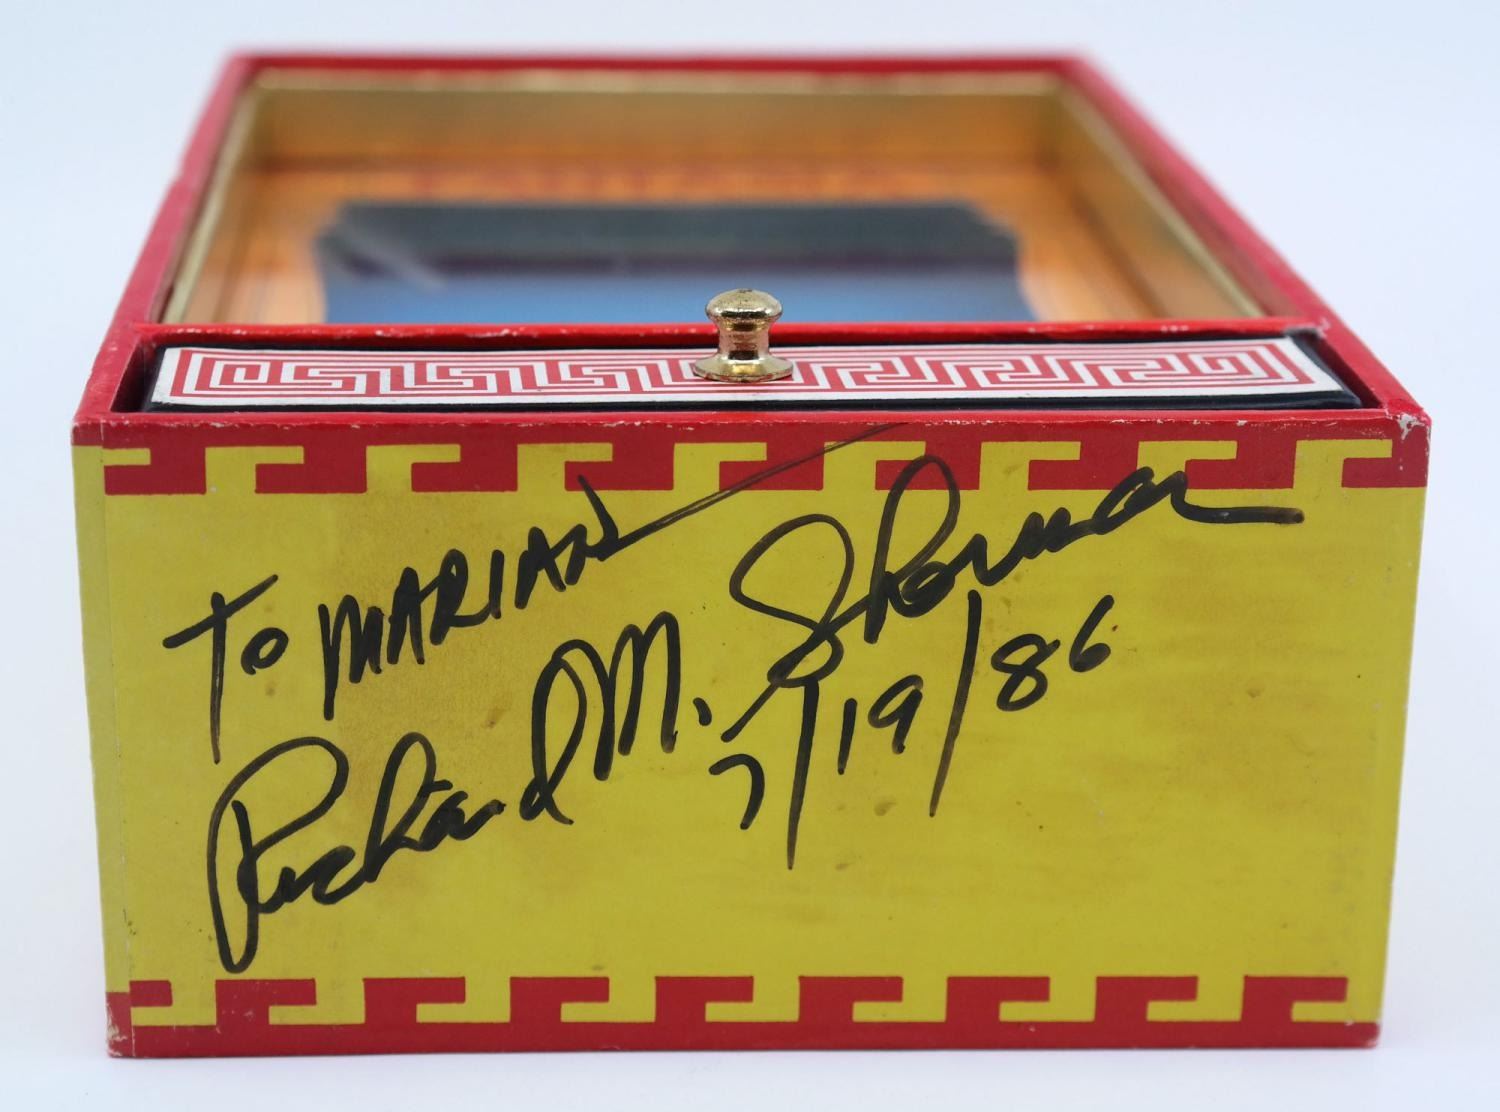 To MARIAN
Richard M. Sherman
7/19/86